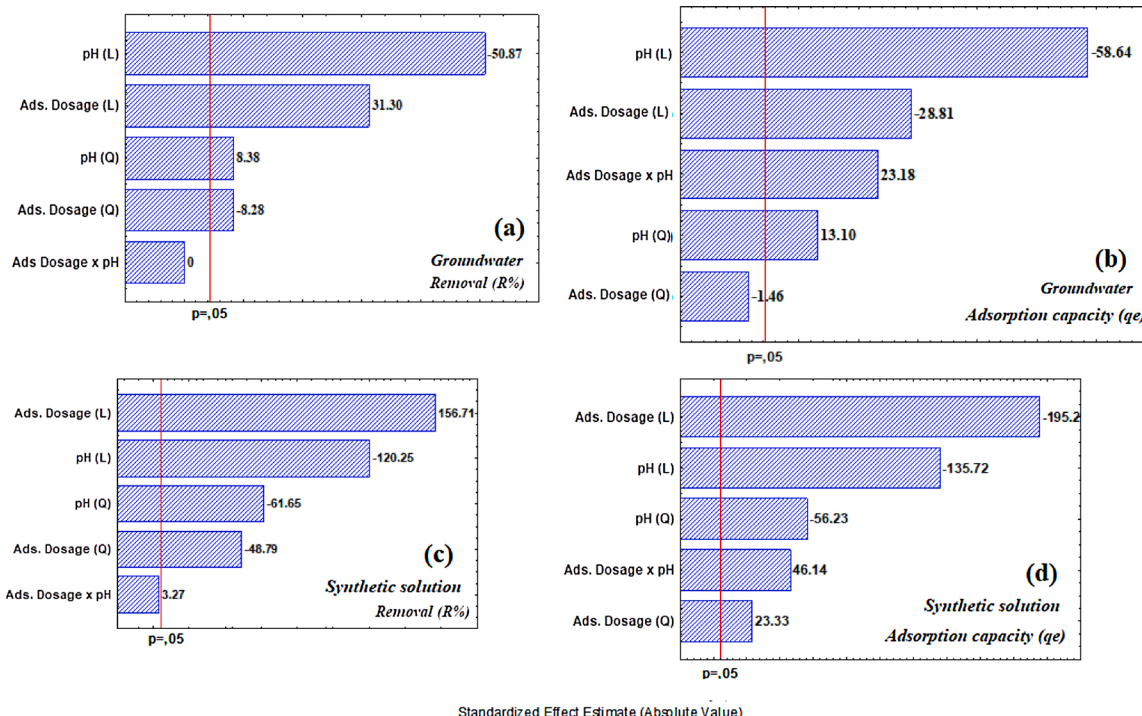 pH (L)
-50.87
Ads. Dosage (L)
31.30
pH (Q)
8.38
Ads. Dosage (Q)
-8.28
Ads Dosage x pH
0
(a)
Groundwater
Removal (R%)
p=,05
pH (L)
-58.64
Ads. Dosage (L)
-28.81
Ads Dosage x pH
23.18
pH (Q)
13.10
Ads. Dosage (Q)
-1.46
(b)
Groundwater
Adsorption capacity (qe)
p=,05
Ads. Dosage (L)
156.71
pH (L)
-120.25
pH (Q)
-61.65
Ads. Dosage (Q)
-48.79
Ads. Dosage x pH
3.27
(c)
Synthetic solution
Removal (R%)
p=,05
Ads. Dosage (L)
-195.2
pH (L)
-135.72
pH (Q)
-56.23
Ads. Dosage x pH
46.14
Ads. Dosage (Q)
23.33
(d)
Synthetic solution
Adsorption capacity (qe)
p=,05
Standardized Effect Estimate (Absolute Value)